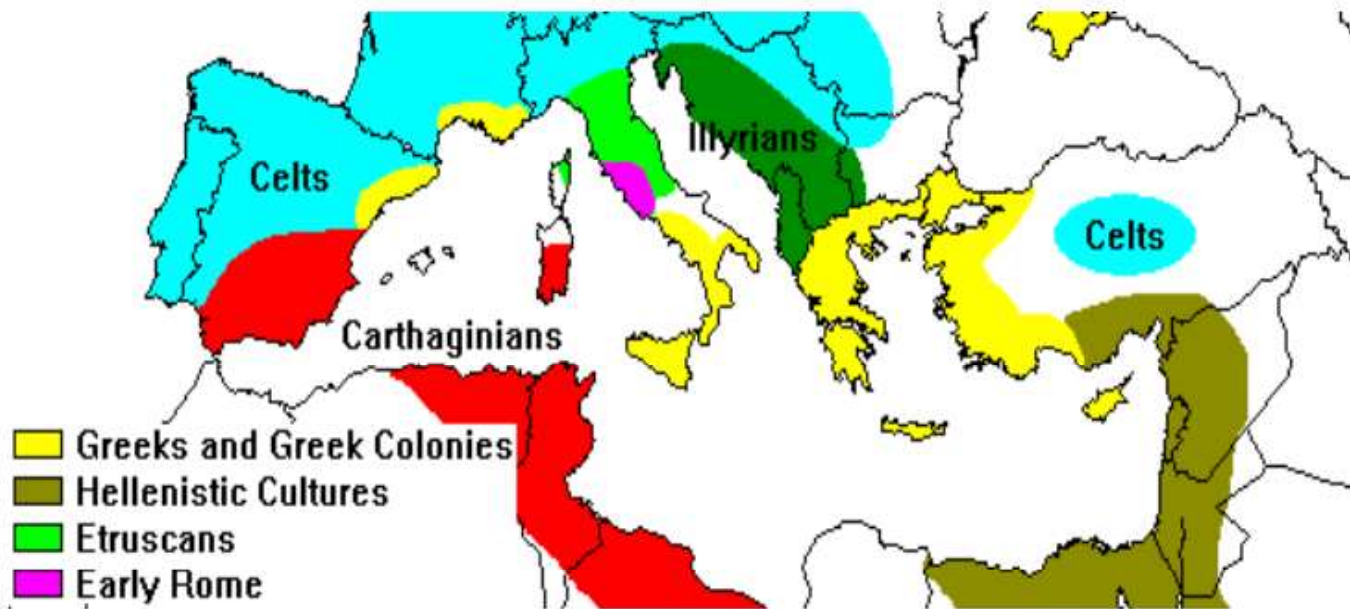 Illyrians
Celts
Celts
Carthaginians
Greeks and Greek Colonies
Hellenistic Cultures
Etruscans
Early Rome